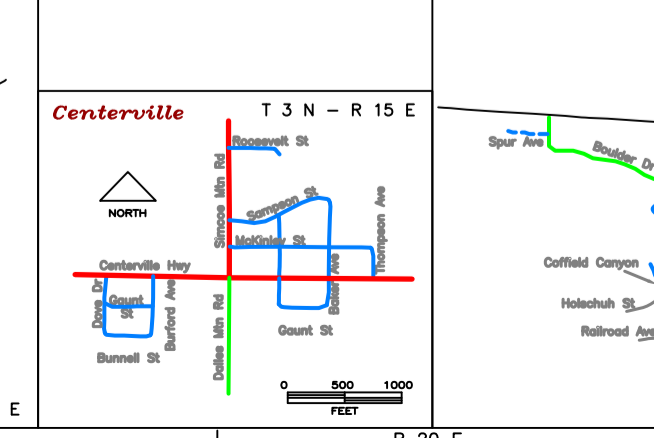 Centerville
T 3 N - R 15 E
Roosevelt St
Simcoe Mtn Rd
Sampson St
Thompson Ave
McKinley St
NORTH
Centerville Hwy
Dave Dr
Gaunt
St
Burford Ave
Bunnell St
Dalles Mtn Rd
Baker Ave
Gaunt St
0 500 1000
FEET
Spur Ave
Boulder Dr
Coffield Canyon
Holschuh St
Railroad Ave
E
R 20 E